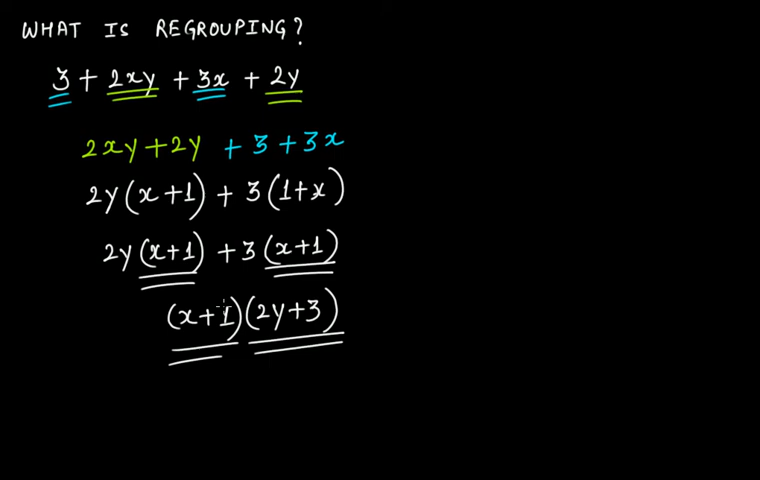 WHAT IS REGROUPING?
3 + 2xy + 3x + 2y
2xy + 2y + 3 + 3x
2y(x+1) + 3(1+x)
2y(x+1) + 3(x+1)
(x+1)(2y+3)